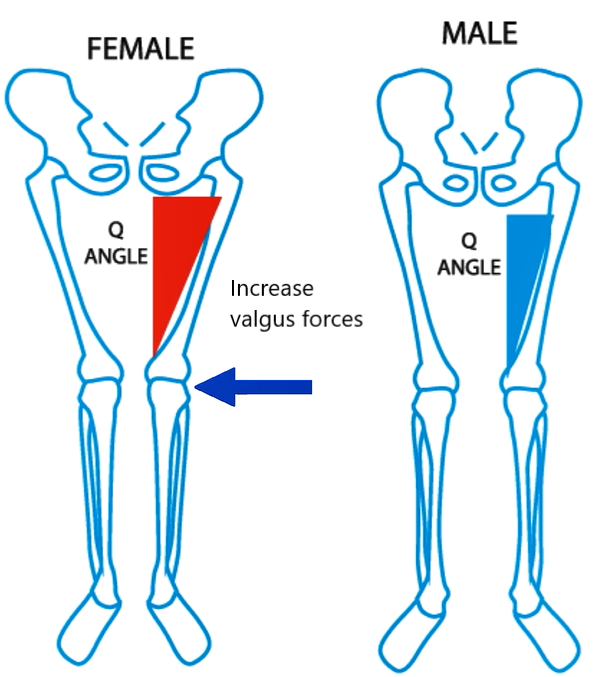 FEMALE
MALE
Q
ANGLE
Q
ANGLE
Increase
valgus forces